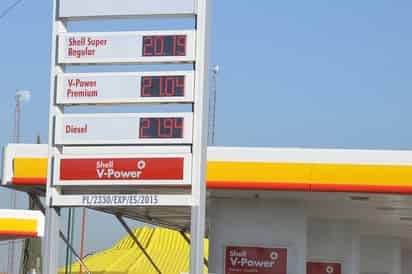 Shell Super
Regular
20.19
V-Power
Premium
21.04
Diesel
21.94
Shell
V-Power
PL/2330/EXP/ES/2015
Shell
V-Power